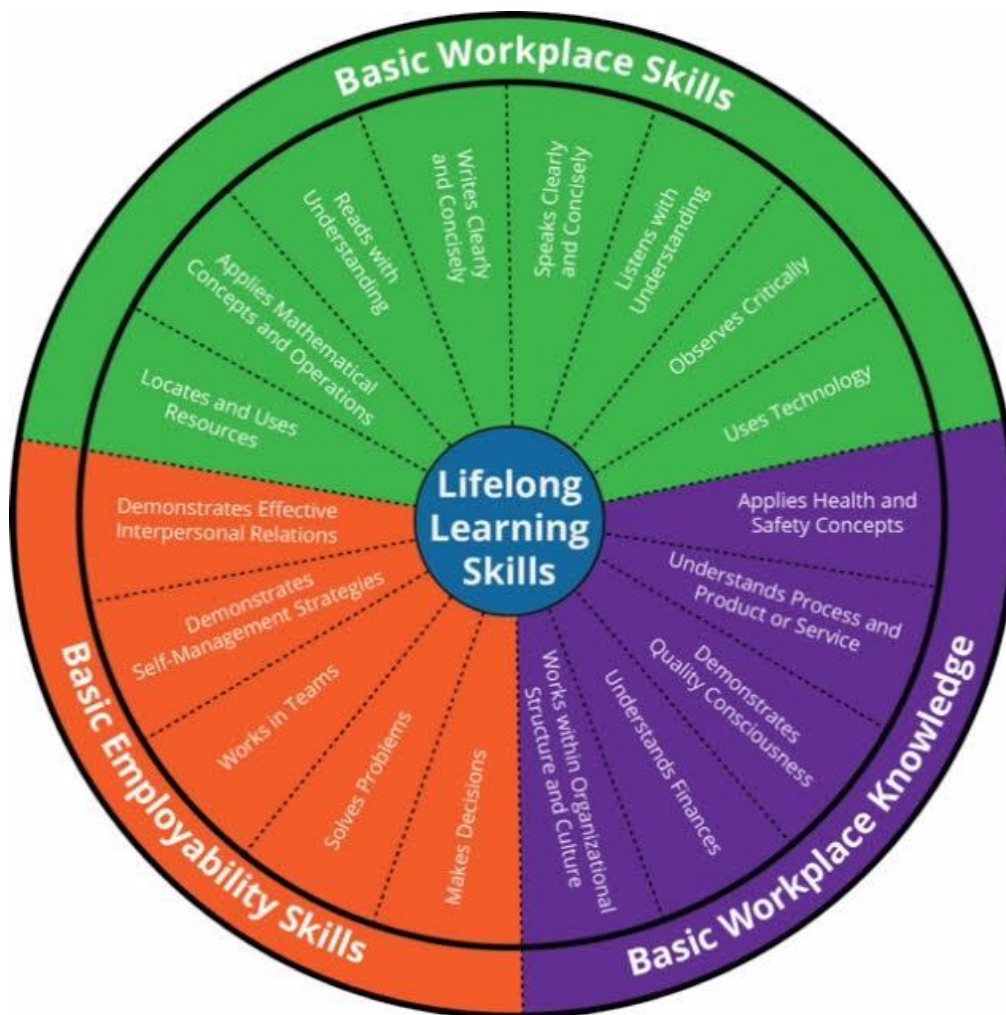 Basic Workplace Skills
Locates and Uses
Resources
Applies Mathematical
Concepts and Operations
Reads with
Understanding
Writes Clearly
and Concisely
Speaks Clearly
and Concisely
Listens with
Understanding
Observes Critically
Uses Technology
Lifelong
Learning
Skills
Basic Employability Skills
Demonstrates Effective
Interpersonal Relations
Demonstrates
Self-Management Strategies
Works in Teams
Solves Problems
Makes Decisions
Basic Workplace Knowledge
Applies Health and
Safety Concepts
Understands Process and
Product or Service
Demonstrates
Quality Consciousness
Understands Finances
Works within Organizational
Structure and Culture